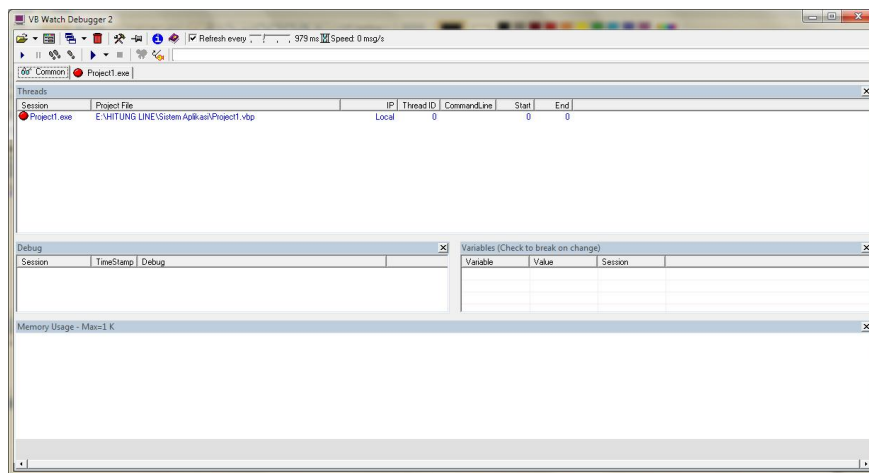 VB Watch Debugger 2
Refresh every 979 ms Speed: 0 msg/s
Common Project1.exe
Threads
Session Project File IP Thread ID CommandLine Start End
Project1.exe E:\HITUNG LINE\Sistem Aplikasi\Project1.vbp Local 0 0 0
Debug Variables (Check to break on change)
Session TimeStamp Debug Variable Value Session
Memory Usage - Max=1 K